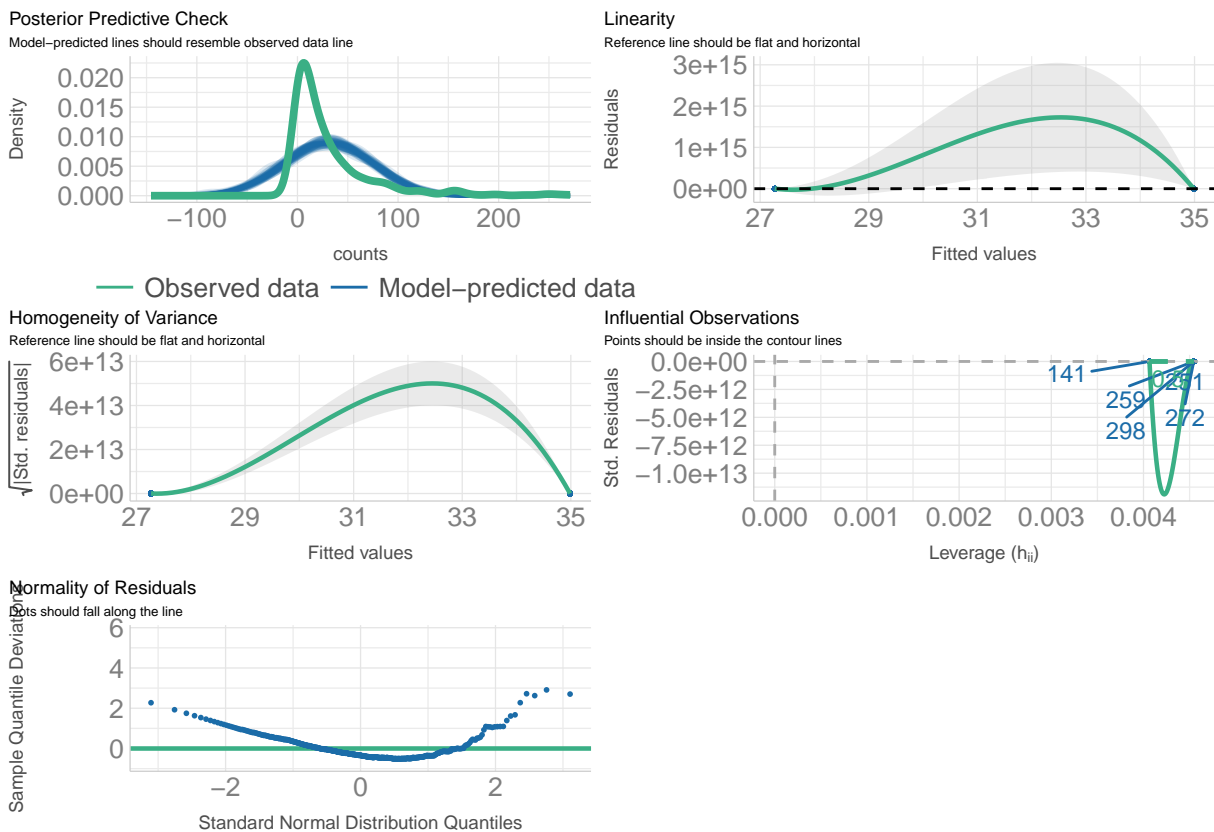 Posterior Predictive Check
Model−predicted lines should resemble observed data line
0.020
0.015
0.010
0.005
0.000
Density
−100 0 100 200
counts
Observed data Model−predicted data
Linearity
Reference line should be flat and horizontal
3e+15
2e+15
1e+15
0e+00
Residuals
27 29 31 33 35
Fitted values
Homogeneity of Variance
Reference line should be flat and horizontal
6e+13
4e+13
2e+13
0e+00
√|Std. residuals|
27 29 31 33 35
Fitted values
Influential Observations
Points should be inside the contour lines
0.0e+00
−2.5e+12
−5.0e+12
−7.5e+12
−1.0e+13
Std. Residuals
141
259
298
272
0.000 0.001 0.002 0.003 0.004
Leverage (hᵢᵢ)
Normality of Residuals
Dots should fall along the line
6
4
2
0
Sample Quantile Deviations
−2 0 2
Standard Normal Distribution Quantiles